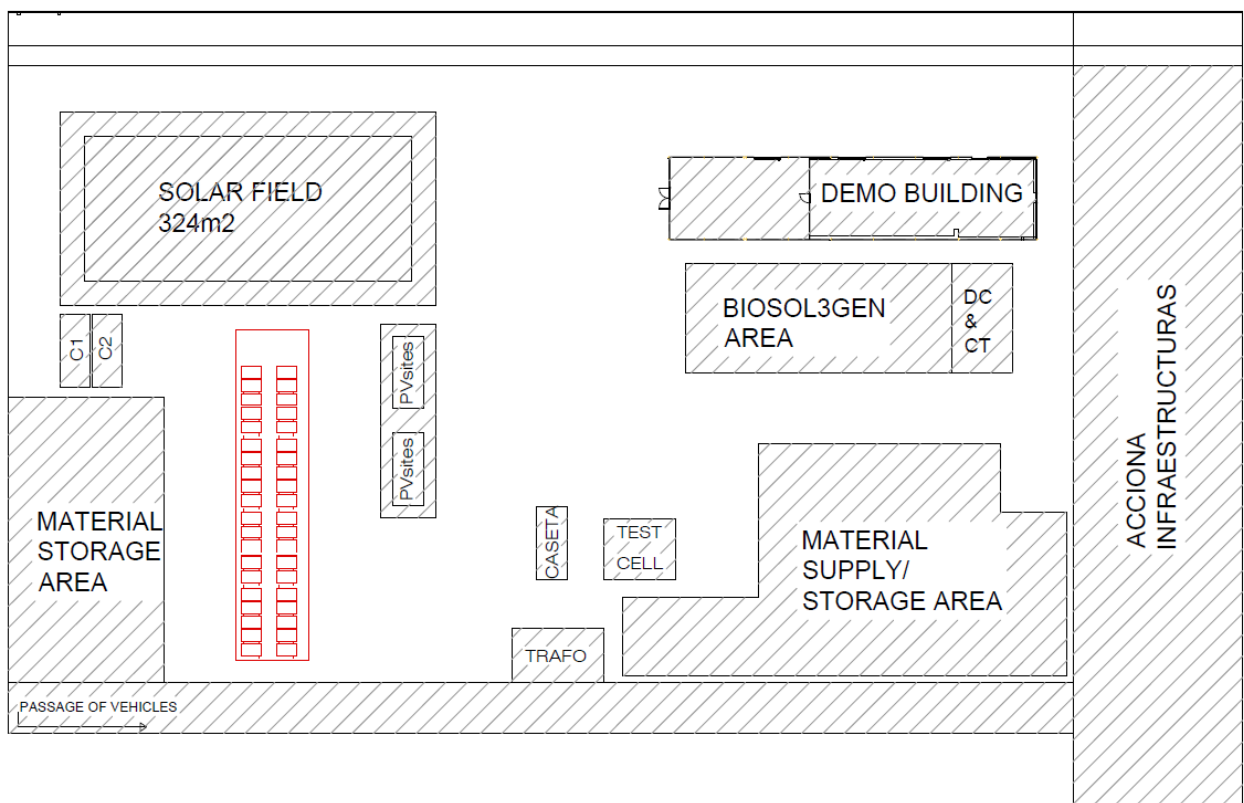 SOLAR FIELD
324m2
DEMO BUILDING
BIOSOL3GEN
AREA
DC
&
CT
C1
C2
PVsites
PVsites
MATERIAL
STORAGE
AREA
CASETA
TEST
CELL
MATERIAL
SUPPLY/
STORAGE AREA
TRAFO
ACCIONA
INFRAESTRUCTURAS
PASSAGE OF VEHICLES